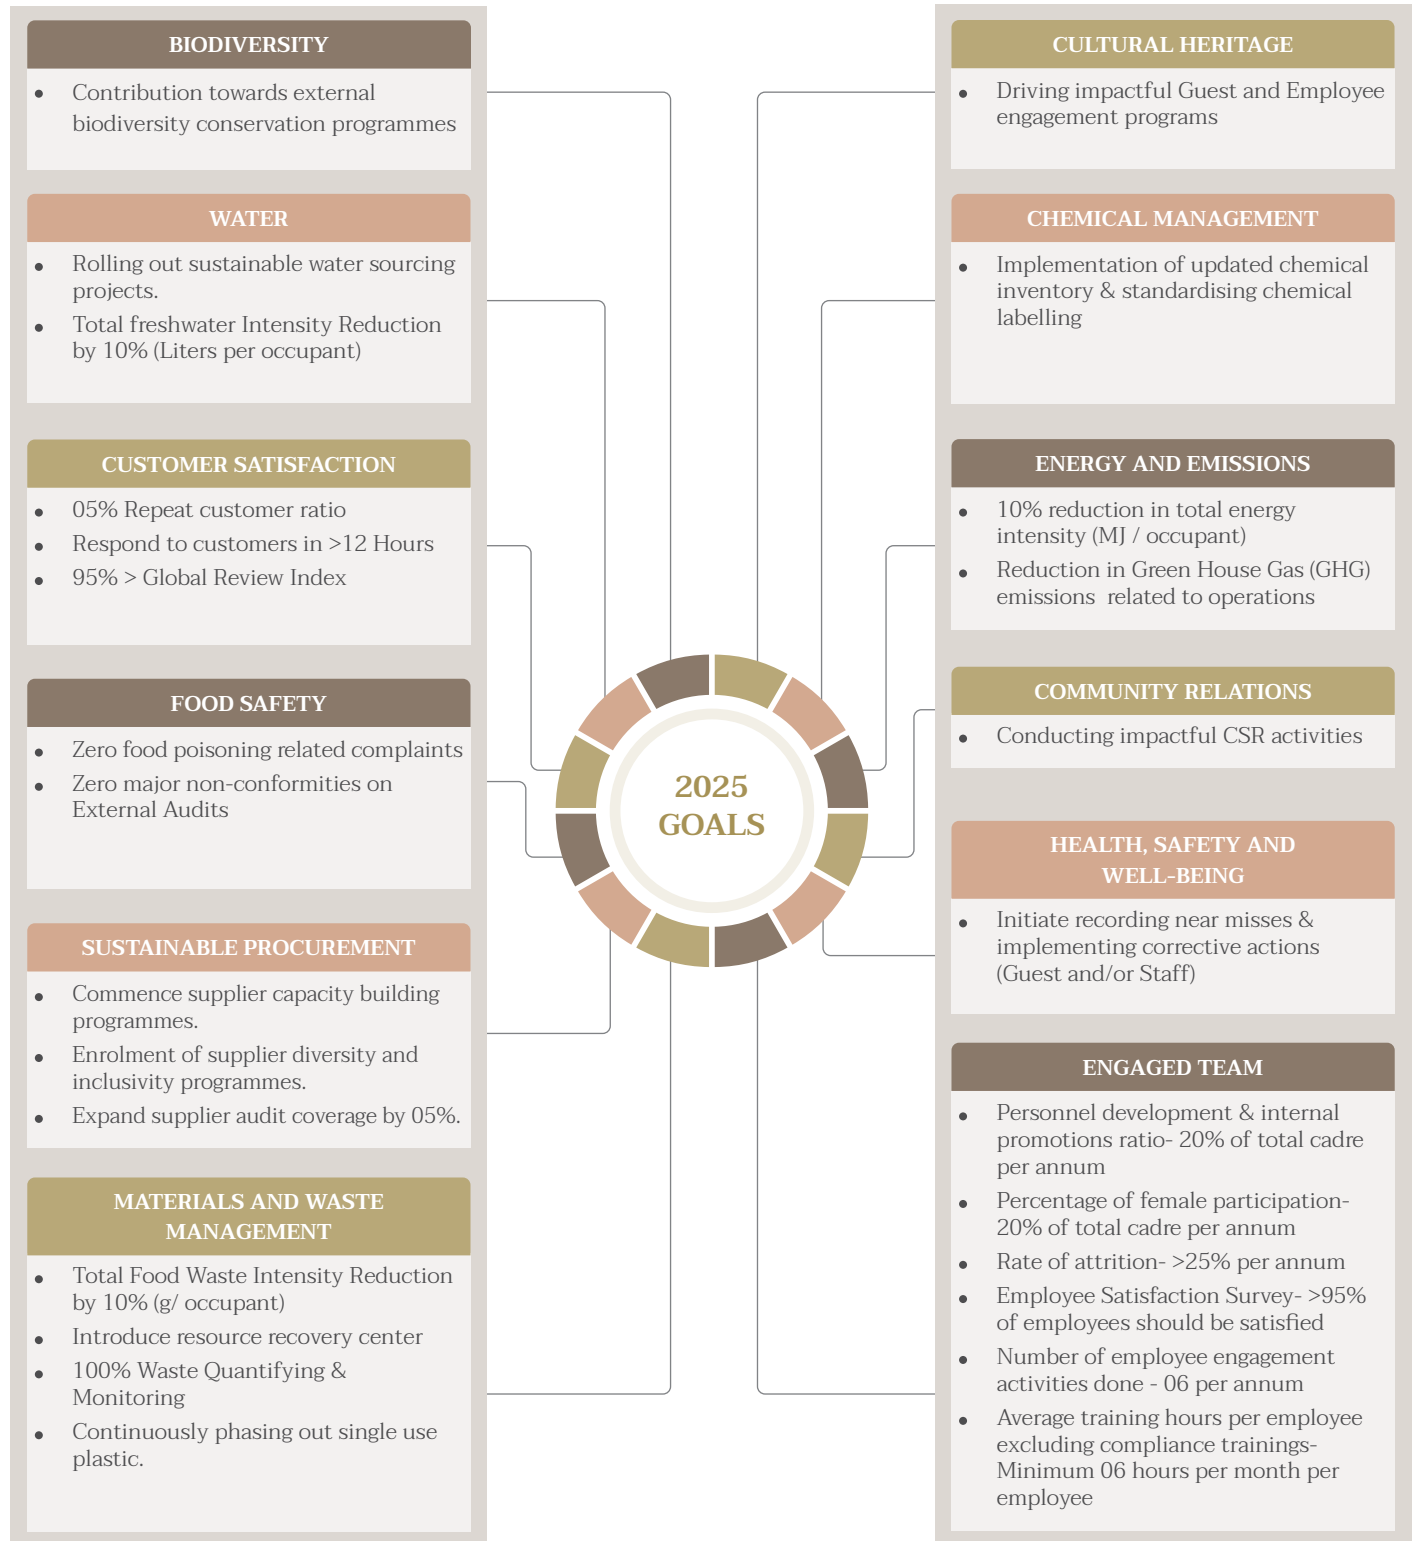 BIODIVERSITY
• Contribution towards external
biodiversity conservation programmes
WATER
• Rolling out sustainable water sourcing
projects.
• Total freshwater Intensity Reduction
by 10% (Liters per occupant)
CUSTOMER SATISFACTION
• 05% Repeat customer ratio
• Respond to customers in >12 Hours
• 95% > Global Review Index
FOOD SAFETY
• Zero food poisoning related complaints
• Zero major non-conformities on
External Audits
SUSTAINABLE PROCUREMENT
• Commence supplier capacity building
programmes.
• Enrolment of supplier diversity and
inclusivity programmes.
• Expand supplier audit coverage by 05%.
MATERIALS AND WASTE
MANAGEMENT
• Total Food Waste Intensity Reduction
by 10% (g/ occupant)
• Introduce resource recovery center
• 100% Waste Quantifying &
Monitoring
• Continuously phasing out single use
plastic.
2025
GOALS
CULTURAL HERITAGE
• Driving impactful Guest and Employee
engagement programs
CHEMICAL MANAGEMENT
• Implementation of updated chemical
inventory & standardising chemical
labelling
ENERGY AND EMISSIONS
• 10% reduction in total energy
intensity (MJ / occupant)
• Reduction in Green House Gas (GHG)
emissions related to operations
COMMUNITY RELATIONS
• Conducting impactful CSR activities
HEALTH, SAFETY AND
WELL-BEING
• Initiate recording near misses &
implementing corrective actions
(Guest and/or Staff)
ENGAGED TEAM
• Personnel development & internal
promotions ratio- 20% of total cadre
per annum
• Percentage of female participation-
20% of total cadre per annum
• Rate of attrition- >25% per annum
• Employee Satisfaction Survey- >95%
of employees should be satisfied
• Number of employee engagement
activities done - 06 per annum
• Average training hours per employee
excluding compliance trainings-
Minimum 06 hours per month per
employee